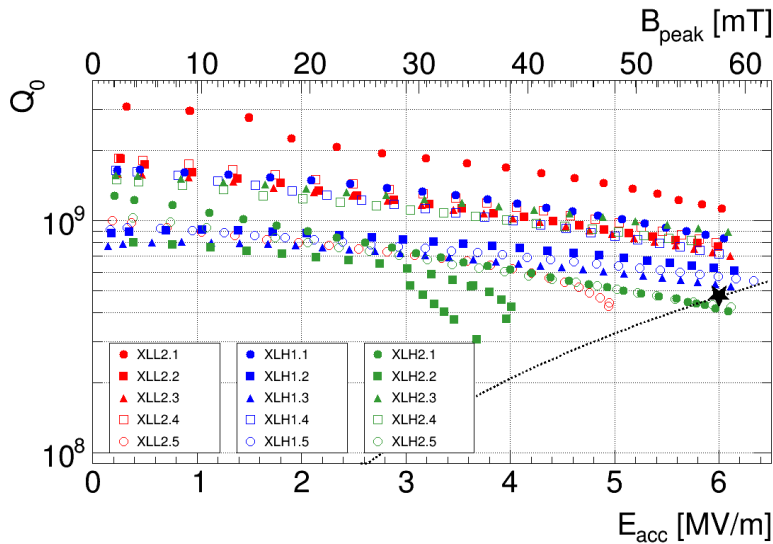 B_peak [mT]
0 10 20 30 40 50 60
Q_0
10^9
10^8
XLL2.1 XLH1.1 XLH2.1
XLL2.2 XLH1.2 XLH2.2
XLL2.3 XLH1.3 XLH2.3
XLL2.4 XLH1.4 XLH2.4
XLL2.5 XLH1.5 XLH2.5
0 1 2 3 4 5 6
E_acc [MV/m]